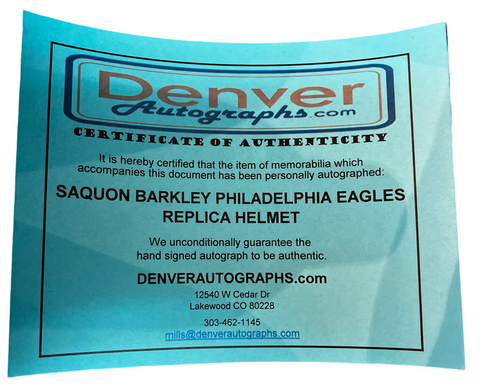 Denver
Autographs.com
CERTIFICATE OF AUTHENTICITY
It is hereby certified that the item of memorabilia which
accompanies this document has been personally autographed:
SAQUON BARKLEY PHILADELPHIA EAGLES
REPLICA HELMET
We unconditionally guarantee the
hand signed autograph to be authentic.
DENVERAUTOGRAPHS.com
12540 W Cedar Dr
Lakewood CO 80228
303-462-1145
mills@denverautographs.com